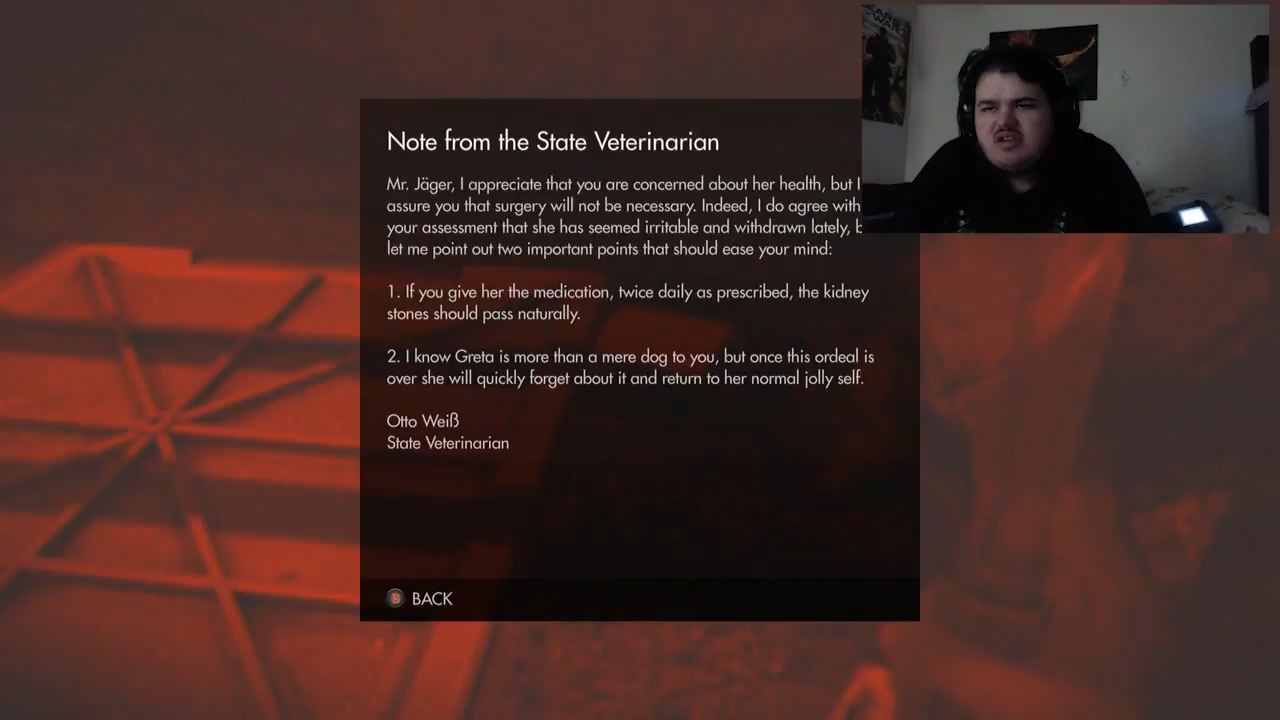 Note from the State Veterinarian
Mr. Jäger, I appreciate that you are concerned about her health, but I
assure you that surgery will not be necessary. Indeed, I do agree with
your assessment that she has seemed irritable and withdrawn lately,
let me point out two important points that should ease your mind:
1. If you give her the medication, twice daily as prescribed, the kidney
stones should pass naturally.
2. I know Greta is more than a mere dog to you, but once this ordeal is
over she will quickly forget about it and return to her normal jolly self.
Otto Weiß
State Veterinarian
B BACK